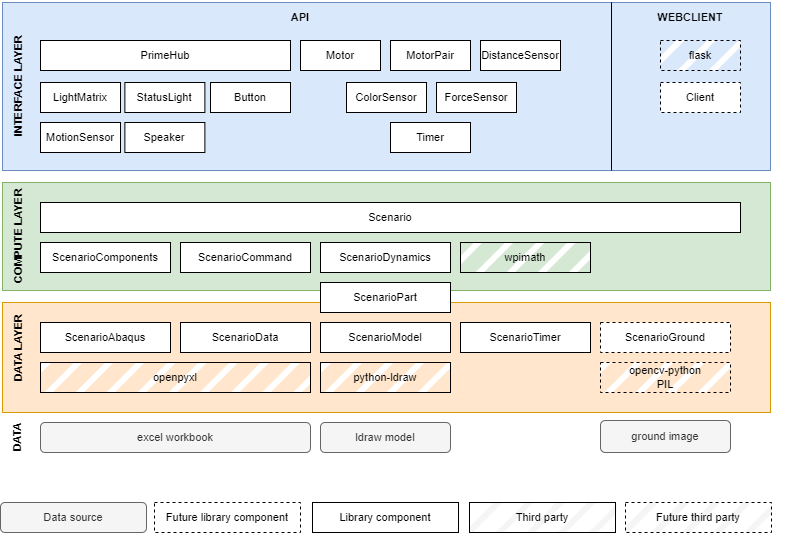 API
WEBCLIENT
INTERFACE LAYER
PrimeHub
Motor
MotorPair
DistanceSensor
flask
LightMatrix
StatusLight
Button
ColorSensor
ForceSensor
Client
MotionSensor
Speaker
Timer
COMPUTE LAYER
Scenario
ScenarioComponents
ScenarioCommand
ScenarioDynamics
wpimath
ScenarioPart
DATA LAYER
ScenarioAbaqus
ScenarioData
ScenarioModel
ScenarioTimer
ScenarioGround
openpyxl
python-ldraw
opencv-python
PIL
DATA
excel workbook
ldraw model
ground image
Data source
Future library component
Library component
Third party
Future third party